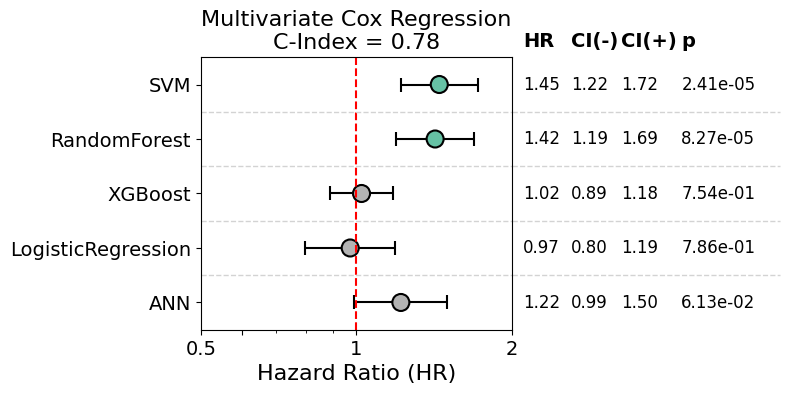 Multivariate Cox Regression
C-Index = 0.78
HR CI(-) CI(+) p
SVM 1.45 1.22 1.72 2.41e-05
RandomForest 1.42 1.19 1.69 8.27e-05
XGBoost 1.02 0.89 1.18 7.54e-01
LogisticRegression 0.97 0.80 1.19 7.86e-01
ANN 1.22 0.99 1.50 6.13e-02
0.5 1 2
Hazard Ratio (HR)